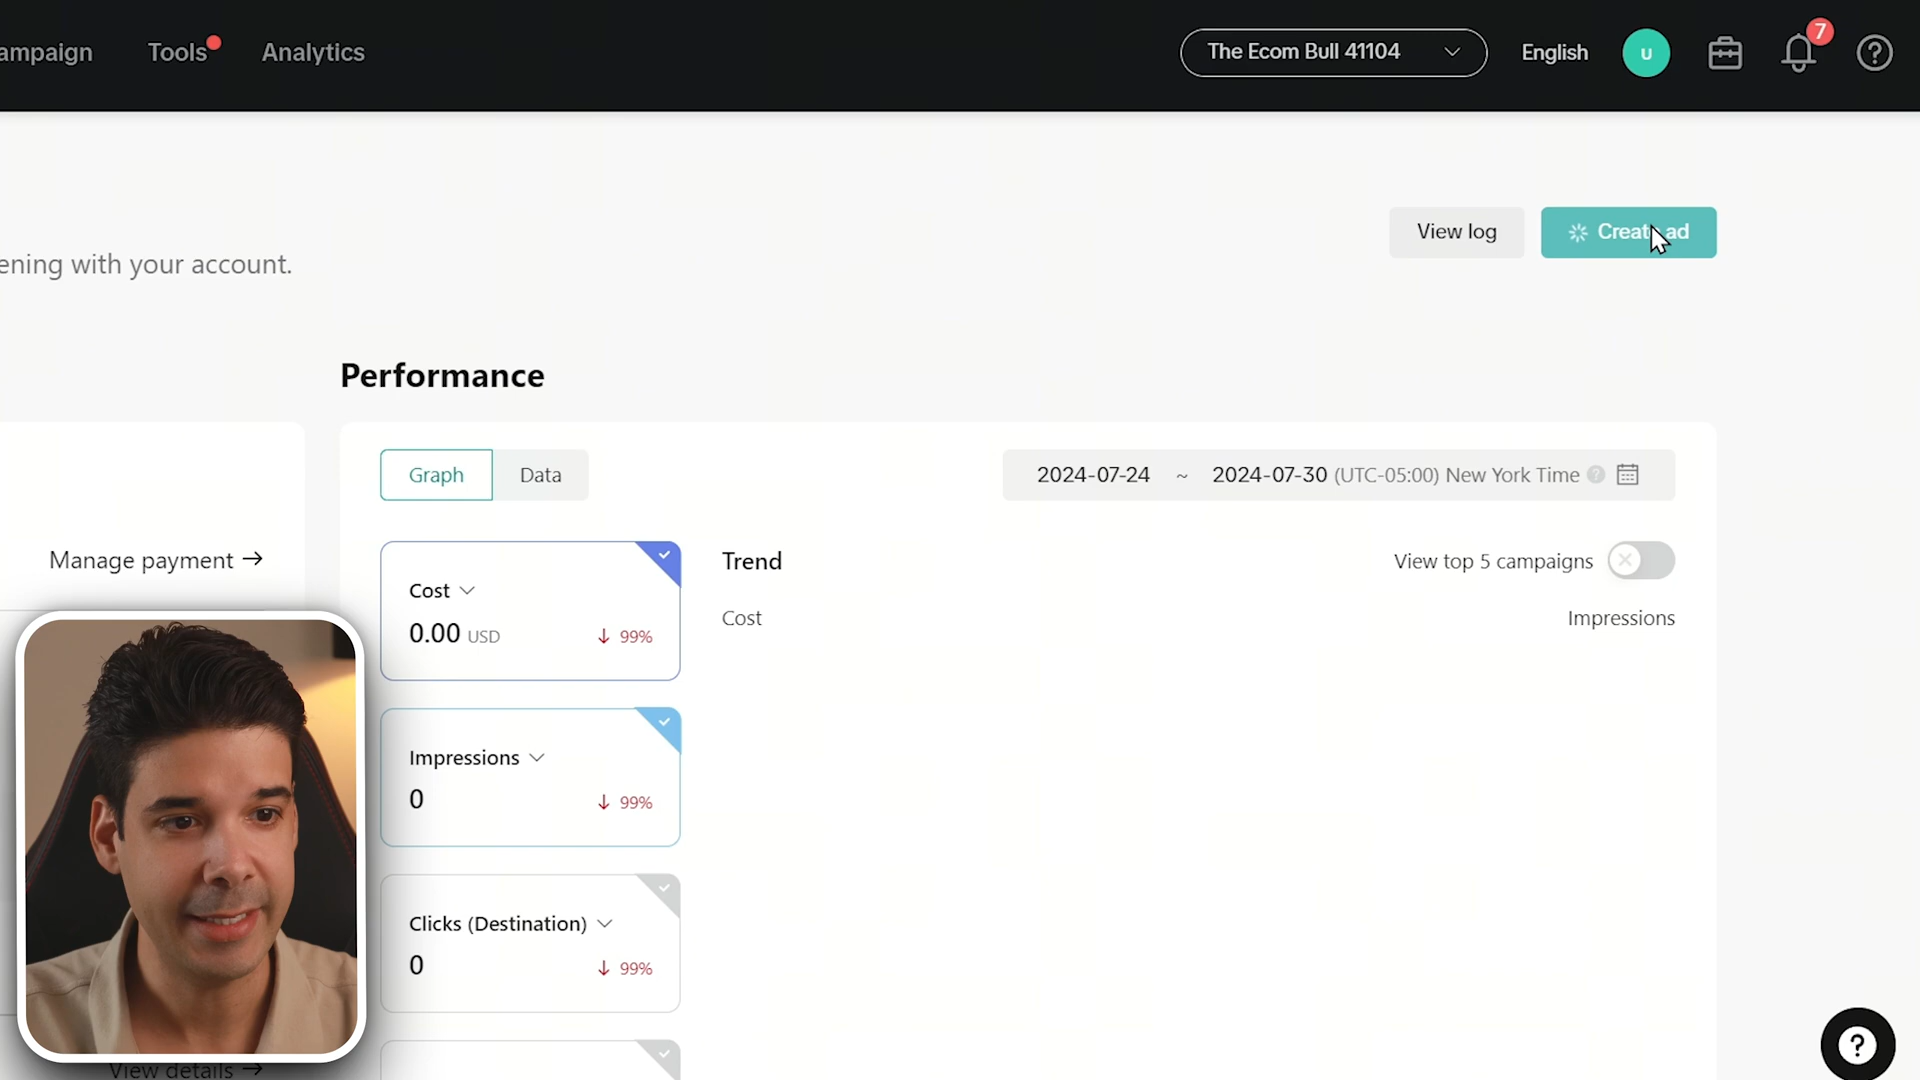 ampaign Tools Analytics The Ecom Bull 41104 English U 7
View log Create ad
ening with your account.
Performance
Graph Data 2024-07-24 ~ 2024-07-30 (UTC-05:00) New York Time
Manage payment →
Cost
0.00 USD ↓ 99%
Trend View top 5 campaigns
Cost Impressions
Impressions
0 ↓ 99%
Clicks (Destination)
0 ↓ 99%
View details →